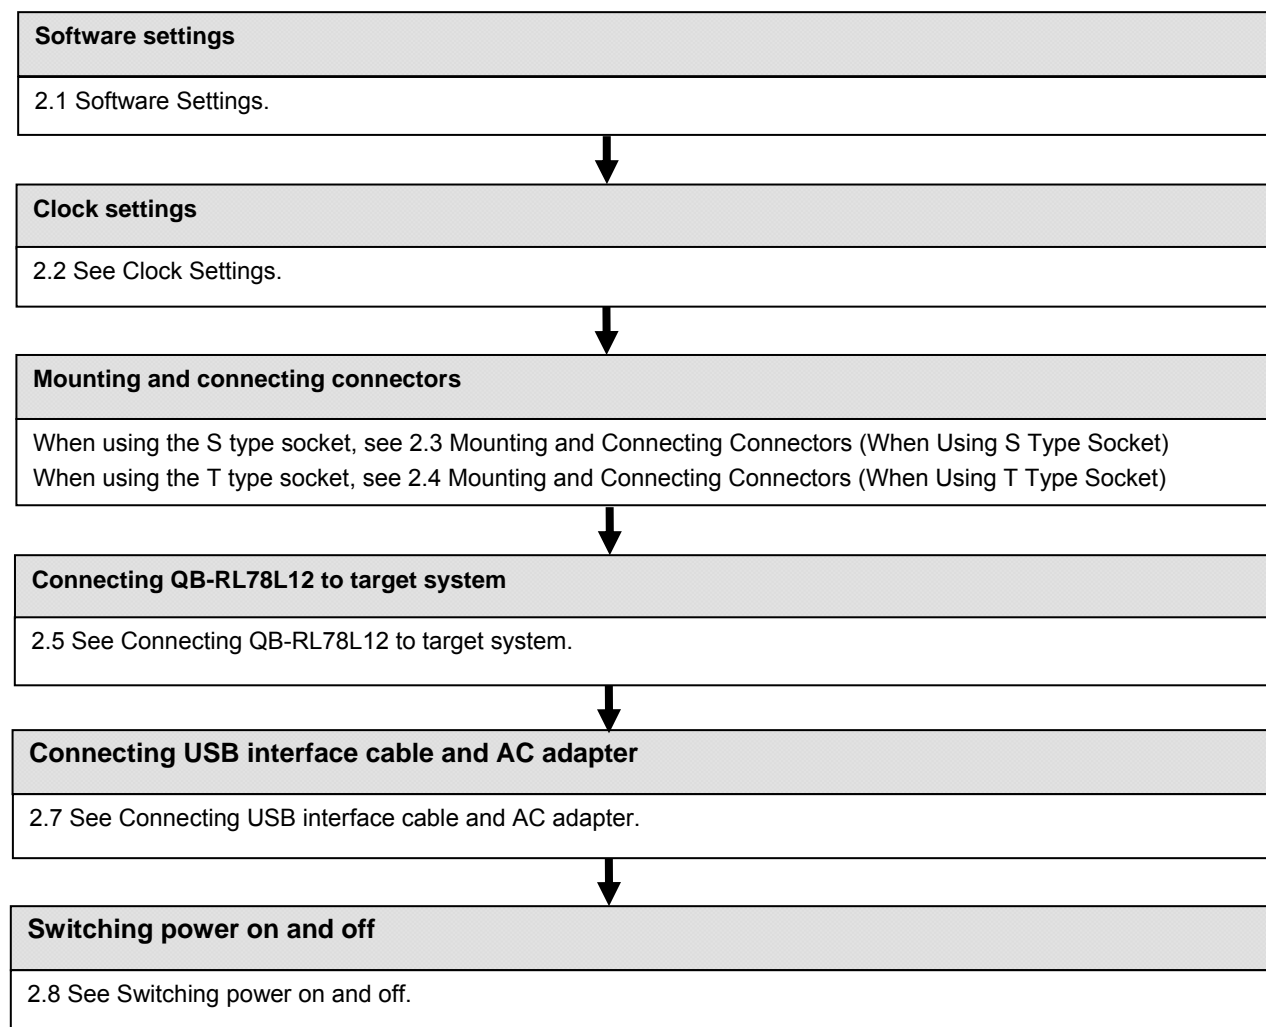 Software settings
2.1 Software Settings.
Clock settings
2.2 See Clock Settings.
Mounting and connecting connectors
When using the S type socket, see 2.3 Mounting and Connecting Connectors (When Using S Type Socket)
When using the T type socket, see 2.4 Mounting and Connecting Connectors (When Using T Type Socket)
Connecting QB-RL78L12 to target system
2.5 See Connecting QB-RL78L12 to target system.
Connecting USB interface cable and AC adapter
2.7 See Connecting USB interface cable and AC adapter.
Switching power on and off
2.8 See Switching power on and off.